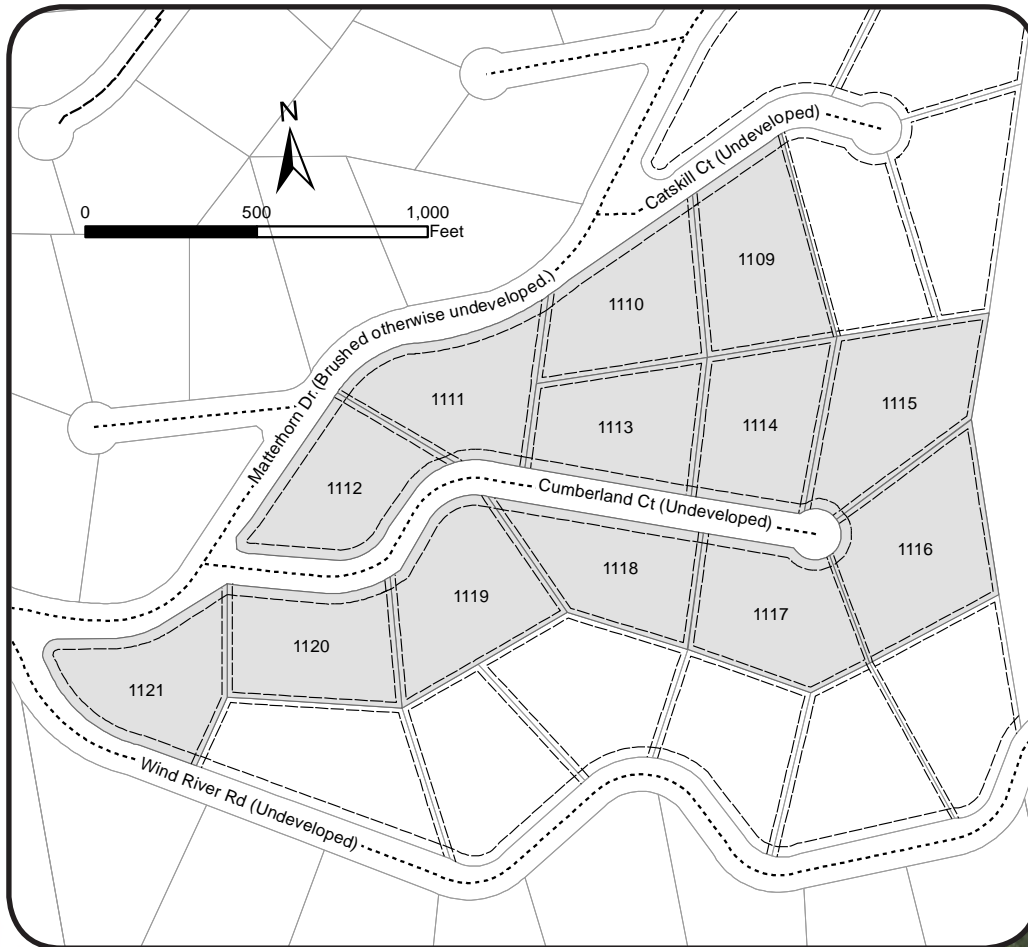 N
0 500 1,000
Feet
Catskill Ct (Undeveloped)
1109
1110
Matterhorn Dr. (Brushed otherwise undeveloped.)
1111
1115
1113
1114
1112
Cumberland Ct (Undeveloped)
1116
1118
1119
1117
1120
1121
Wind River Rd (Undeveloped)